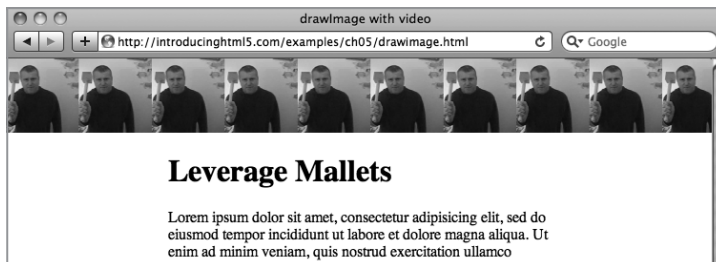 drawImage with video
http://introducinghtml5.com/examples/ch05/drawimage.html
Google
Leverage Mallets
Lorem ipsum dolor sit amet, consectetur adipisicing elit, sed do
eiusmod tempor incididunt ut labore et dolore magna aliqua. Ut
enim ad minim veniam, quis nostrud exercitation ullamco